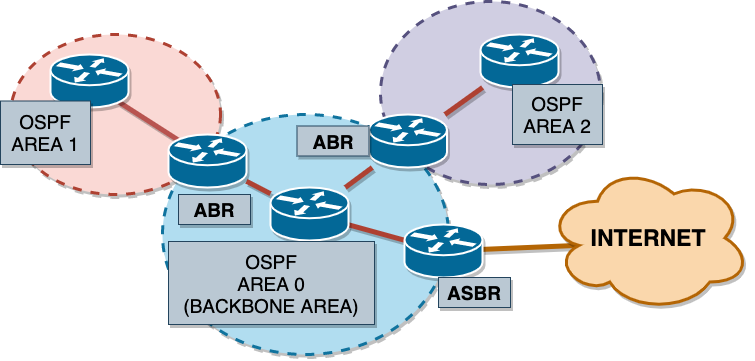 OSPF
AREA 1
ABR
ABR
OSPF
AREA 2
OSPF
AREA 0
(BACKBONE AREA)
ASBR
INTERNET